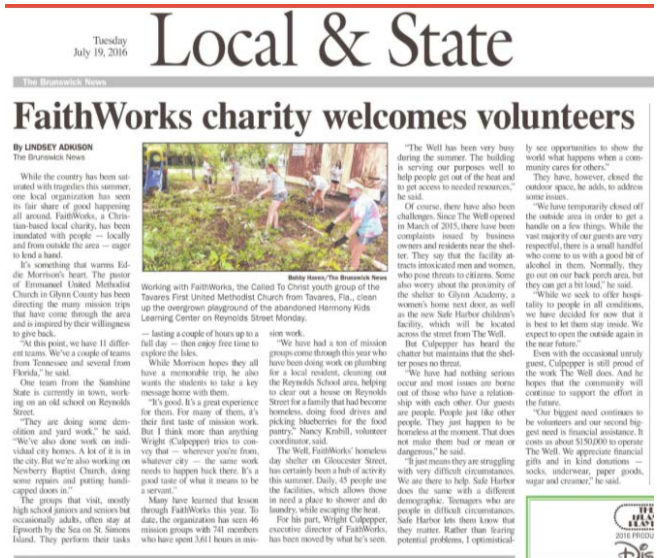 Tuesday
July 19, 2016
Local & State
The Brunswick News
FaithWorks charity welcomes volunteers
By LINDSEY ADKISON
The Brunswick News
While the country has been sat-
urated with tragedies this summer,
one local organization has seen
its fair share of good happening
all around. FaithWorks, a Chris-
tian-based local charity, has been
inundated with people — locally
and from outside the area — eager
to lend a hand.
It's something that warms Ed-
die Morrison's heart. The pastor
of Emmanuel United Methodist
Church in Glynn County has been
directing the many mission trips
that have come through the area
and is inspired by their willingness
to give back.
"At this point, we have 11 differ-
ent teams. We've a couple of teams
from Tennessee and several from
Florida," he said.
One team from the Sunshine
State is currently in town, work-
ing on an old school on Reynolds
Street.
"They are doing some dem-
olition and yard work," he said.
"We've also done work on indi-
vidual city homes. A lot of it is in
the city. But we're also working on
Newberry Baptist Church, doing
some repairs and putting handi-
capped doors in."
The groups that visit, mostly
high school juniors and seniors but
occasionally adults, often stay at
Epworth by the Sea on St. Simons
Island. They perform their tasks
Bobby Haven/The Brunswick News
Working with FaithWorks, the Called To Christ youth group of the
Tavares First United Methodist Church from Tavares, Fla., clean
up the overgrown playground of the abandoned Harmony Kids
Learning Center on Reynolds Street Monday.
— lasting a couple of hours up to a
full day — then enjoy free time to
explore the Isles.
While Morrison hopes they all
have a memorable trip, he also
wants the students to take a key
message home with them.
"It's good. It's a great experience
for them. For many of them, it's
their first taste of mission work.
But I think more than anything
Wright (Culpepper) tries to con-
vey that — wherever you're from,
whatever city — the same work
need to happen back there. It's a
good taste of what it means to be
a servant."
Many have learned that lesson
through FaithWorks this year. To
date, the organization has seen 46
mission groups with 741 members
who have spent 3,611 hours in mis-
sion work.
"We have had a ton of mission
groups come through this year who
have been doing work on plumbing
for a local resident, cleaning out
the Reynolds School area, helping
to clear out a house on Reynolds
Street for a family that had become
homeless, doing food drives and
picking blueberries for the food
pantry," Nancy Krahill, volunteer
coordinator, said.
The Well, FaithWorks' homeless
day shelter on Gloucester Street,
has certainly been a hub of activity
this summer. Daily, 45 people use
the facilities, which allows those
in need a place to shower and do
laundry, while escaping the heat.
For his part, Wright Culpepper,
executive director of FaithWorks,
has been moved by what he's seen.
"The Well has been very busy
during the summer. The building
is serving our purposes well to
help people get out of the heat and
to get access to needed resources,"
he said.
Of course, there have also been
challenges. Since The Well opened
in March of 2015, there have been
complaints issued by business
owners and residents near the shel-
ter. They say that the facility at-
tracts intoxicated men and women,
who pose threats to citizens. Some
also worry about the proximity of
the shelter to Glynn Academy, a
women's home next door, as well
as the new Safe Harbor children's
facility, which will be located
across the street from The Well.
But Culpepper has heard the
chatter but maintains that the shel-
ter poses no threat.
"We have had nothing serious
occur and most issues are borne
out of those who have a relation-
ship with each other. Our guests
are people. People just like other
people. They just happen to be
homeless at the moment. That does
not make them bad or mean or
dangerous," he said.
"It just means they are struggling
with very difficult circumstances.
We are there to help. Safe Harbor
does the same with a different
demographic. Teenagers who are
people in difficult circumstances.
Safe Harbor lets them know that
they matter. Rather than fearing
potential problems, I optimistical-
ly see opportunities to show the
world what happens when a com-
munity cares for others."
They have, however, closed the
outdoor space, he adds, to address
some issues.
"We have temporarily closed off
the outside area in order to get a
handle on a few things. While the
vast majority of our guests are very
respectful, there is a small handful
who come to us with a good bit of
alcohol in them. Normally, they
go out on our back porch area, but
they can get a bit loud," he said.
"While we seek to offer hospi-
tality to people in all conditions,
we have decided for now that it
is best to let them stay inside. We
expect to open the outside again in
the near future."
Even with the occasional unruly
guest, Culpepper is still proud of
the work The Well does. And he
hopes that the community will
continue to support the effort in
the future.
"Our biggest need continues to
be volunteers and our second big-
gest need is financial assistance. It
costs us about $150,000 to operate
The Well. We appreciate financial
gifts and in kind donations —
socks, underwear, paper goods,
sugar and creamer," he said.
2016 PRODU